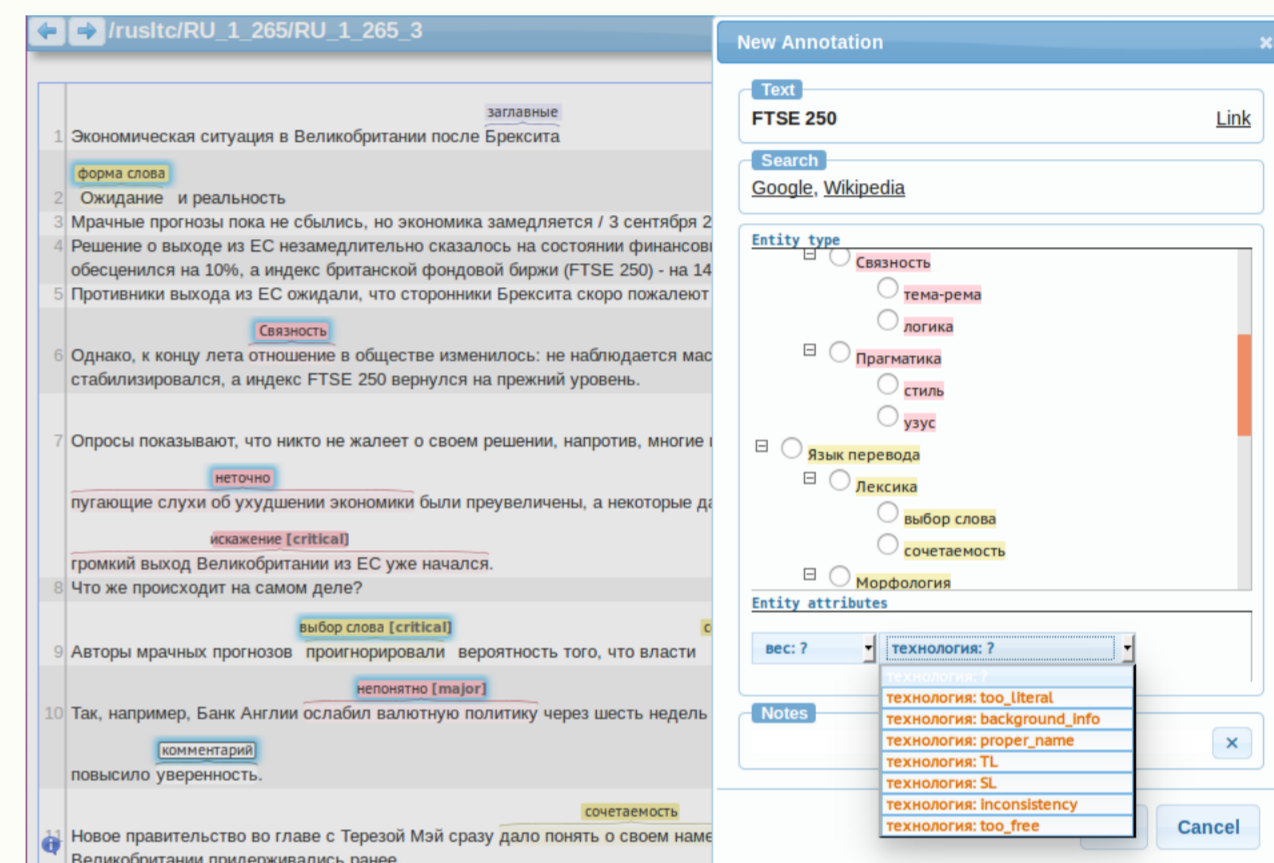 /rusltc/RU_1_265/RU_1_265_3
заглавные
1 Экономическая ситуация в Великобритании после Брексита
форма слова
2 Ожидание и реальность
3 Мрачные прогнозы пока не сбылись, но экономика замедляется / 3 сентября 2
4 Решение о выходе из ЕС незамедлительно сказалось на состоянии
обесценился на 10%, а индекс британской фондовой биржи (FTSE 250) - на 14
5 Противники выхода из ЕС ожидали, что сторонники Брексита скоро пожалеют
Связность
6 Однако, к концу лета отношение в обществе изменилось: не наблюдается
стабилизировался, а индекс FTSE 250 вернулся на прежний уровень.
7 Опросы показывают, что никто не жалеет о своем решении, напротив, многие
неточно
пугающие слухи об ухудшении экономики были преувеличены, а некоторые
искажение [critical]
громкий выход Великобритании из ЕС уже начался.
8 Что же происходит на самом деле?
выбор слова [critical]
9 Авторы мрачных прогнозов проигнорировали вероятность того, что власти
непонятно [major]
10 Так, например, Банк Англии ослабил валютную политику через шесть недель
комментарий
повысило уверенность.
сочетаемость
11 Новое правительство во главе с Терезой Мэй сразу дало понять о своем
Великобритании придерживались ранее
New Annotation
×
Text
FTSE 250 Link
Search
Google, Wikipedia
Entity type
Связность
тема-рема
логика
Прагматика
стиль
узус
Язык перевода
Лексика
выбор слова
сочетаемость
Морфология
Entity attributes
вес: ? технология: ?
технология: ?
технология: too_literal
технология: background_info
технология: proper_name
технология: TL
технология: SL
технология: inconsistency
технология: too_free
Notes
×
Cancel